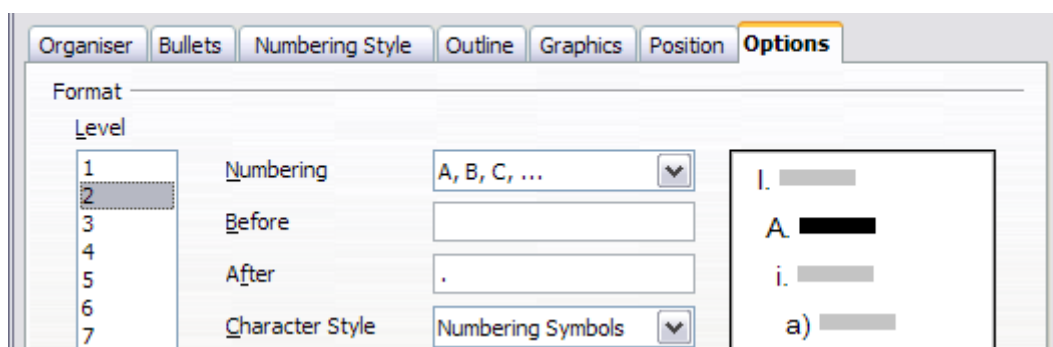 Organiser Bullets Numbering Style Outline Graphics Position Options
Format
Level
1
2
3
4
5
6
7
Numbering A, B, C, ...
Before
After .
Character Style Numbering Symbols
I.
A.
i.
a)